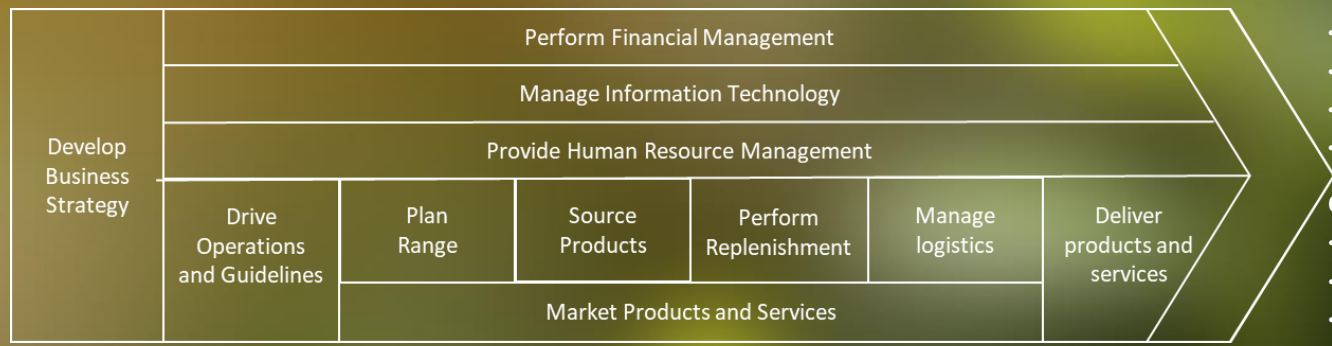 Perform Financial Management
Manage Information Technology
Provide Human Resource Management
Develop
Business
Strategy
Drive
Operations
and Guidelines
Plan
Range
Source
Products
Perform
Replenishment
Manage
logistics
Deliver
products and
services
Market Products and Services